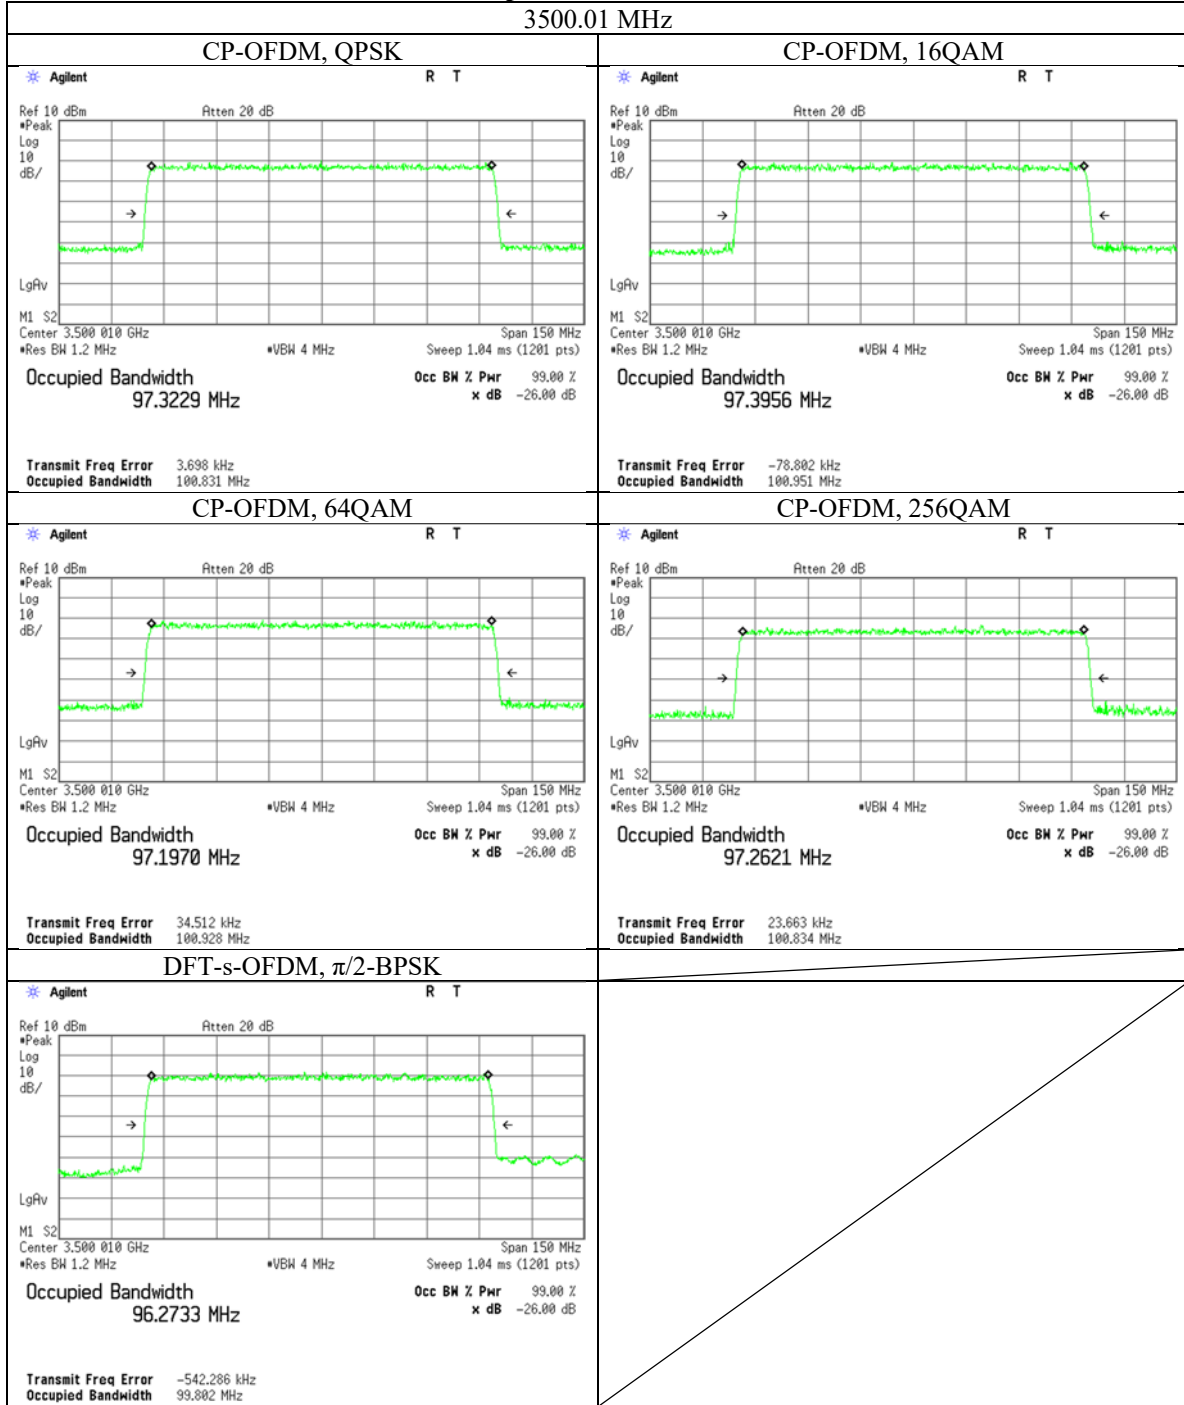 3500.01 MHz
CP-OFDM, QPSK
CP-OFDM, 16QAM
Agilent R T
Ref 10 dBm Atten 20 dB
#Peak
Log
10
dB/
LgAv
M1 S2
Center 3.500 010 GHz Span 150 MHz
#Res BW 1.2 MHz #VBW 4 MHz Sweep 1.04 ms (1201 pts)
Occupied Bandwidth Occ BW % Pwr 99.00 %
97.3229 MHz x dB -26.00 dB
Transmit Freq Error 3.698 kHz
Occupied Bandwidth 100.831 MHz
Agilent R T
Ref 10 dBm Atten 20 dB
#Peak
Log
10
dB/
LgAv
M1 S2
Center 3.500 010 GHz Span 150 MHz
#Res BW 1.2 MHz #VBW 4 MHz Sweep 1.04 ms (1201 pts)
Occupied Bandwidth Occ BW % Pwr 99.00 %
97.3956 MHz x dB -26.00 dB
Transmit Freq Error -78.802 kHz
Occupied Bandwidth 100.951 MHz
CP-OFDM, 64QAM
CP-OFDM, 256QAM
Agilent R T
Ref 10 dBm Atten 20 dB
#Peak
Log
10
dB/
LgAv
M1 S2
Center 3.500 010 GHz Span 150 MHz
#Res BW 1.2 MHz #VBW 4 MHz Sweep 1.04 ms (1201 pts)
Occupied Bandwidth Occ BW % Pwr 99.00 %
97.1970 MHz x dB -26.00 dB
Transmit Freq Error 34.512 kHz
Occupied Bandwidth 100.928 MHz
Agilent R T
Ref 10 dBm Atten 20 dB
#Peak
Log
10
dB/
LgAv
M1 S2
Center 3.500 010 GHz Span 150 MHz
#Res BW 1.2 MHz #VBW 4 MHz Sweep 1.04 ms (1201 pts)
Occupied Bandwidth Occ BW % Pwr 99.00 %
97.2621 MHz x dB -26.00 dB
Transmit Freq Error 23.663 kHz
Occupied Bandwidth 100.834 MHz
DFT-s-OFDM, π/2-BPSK
Agilent R T
Ref 10 dBm Atten 20 dB
#Peak
Log
10
dB/
LgAv
M1 S2
Center 3.500 010 GHz Span 150 MHz
#Res BW 1.2 MHz #VBW 4 MHz Sweep 1.04 ms (1201 pts)
Occupied Bandwidth Occ BW % Pwr 99.00 %
96.2733 MHz x dB -26.00 dB
Transmit Freq Error -542.286 kHz
Occupied Bandwidth 99.802 MHz